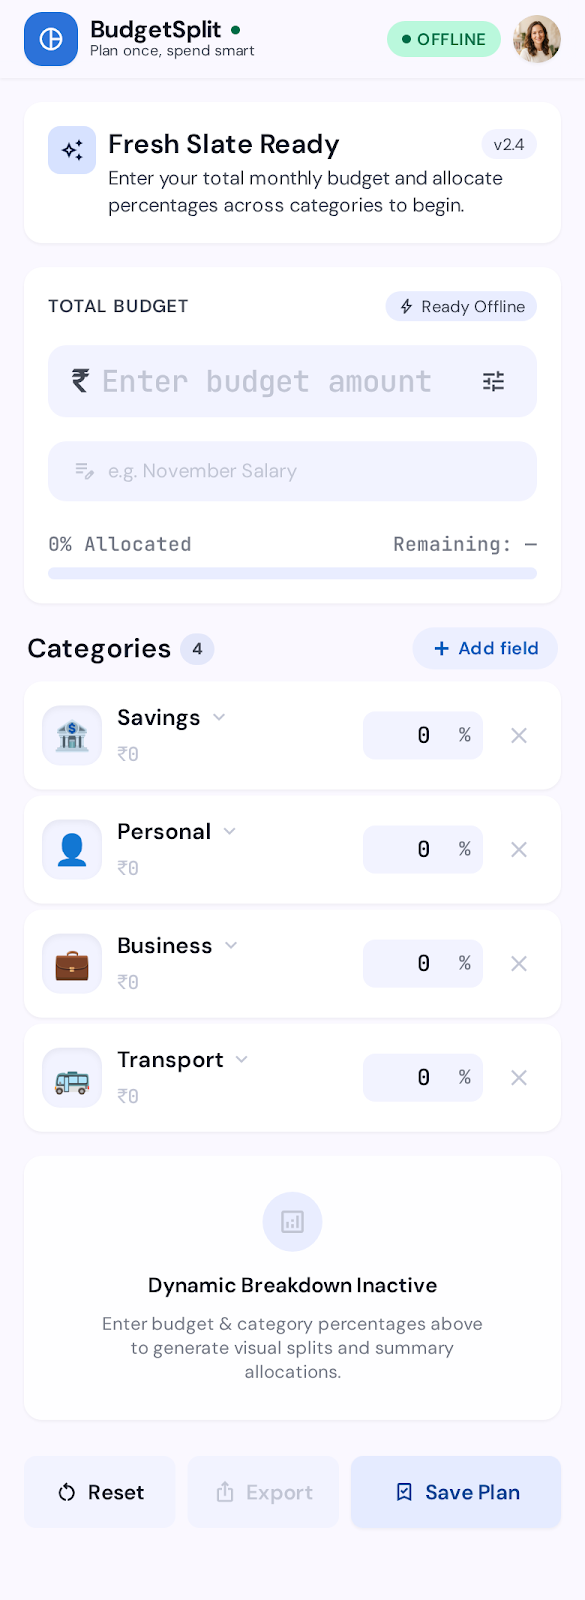 BudgetSplit
Plan once, spend smart
OFFLINE
Fresh Slate Ready
v2.4
Enter your total monthly budget and allocate
percentages across categories to begin.
TOTAL BUDGET
Ready Offline
₹ Enter budget amount
e.g. November Salary
0% Allocated
Remaining: —
Categories 4
+ Add field
Savings
₹0
0 %
Personal
₹0
0 %
Business
₹0
0 %
Transport
₹0
0 %
Dynamic Breakdown Inactive
Enter budget & category percentages above
to generate visual splits and summary
allocations.
Reset
Export
Save Plan